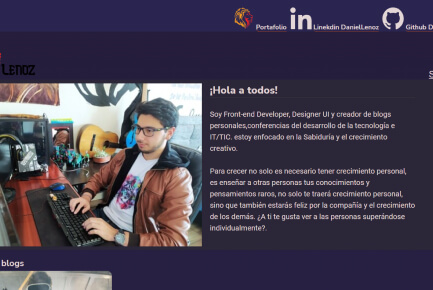 Portafolio
Linekdin DanielLenoz
Github D
Lenoz
S
¡Hola a todos!
Soy Front-end Developer, Designer UI y creador de blogs
personales,conferencias del desarrollo de la tecnologia e
IT/TIC. estoy enfocado en la Sabiduría y el crecimiento
creativo.
Para crecer no solo es necesario tener crecimiento personal,
es enseñar a otras personas tus conocimientos y
pensamientos raros, no solo te traerá crecimiento personal,
sino que también estarás feliz por la compañía y el crecimiento
de los demás. ¿A ti te gusta ver a las personas superándose
individualmente?.
blogs